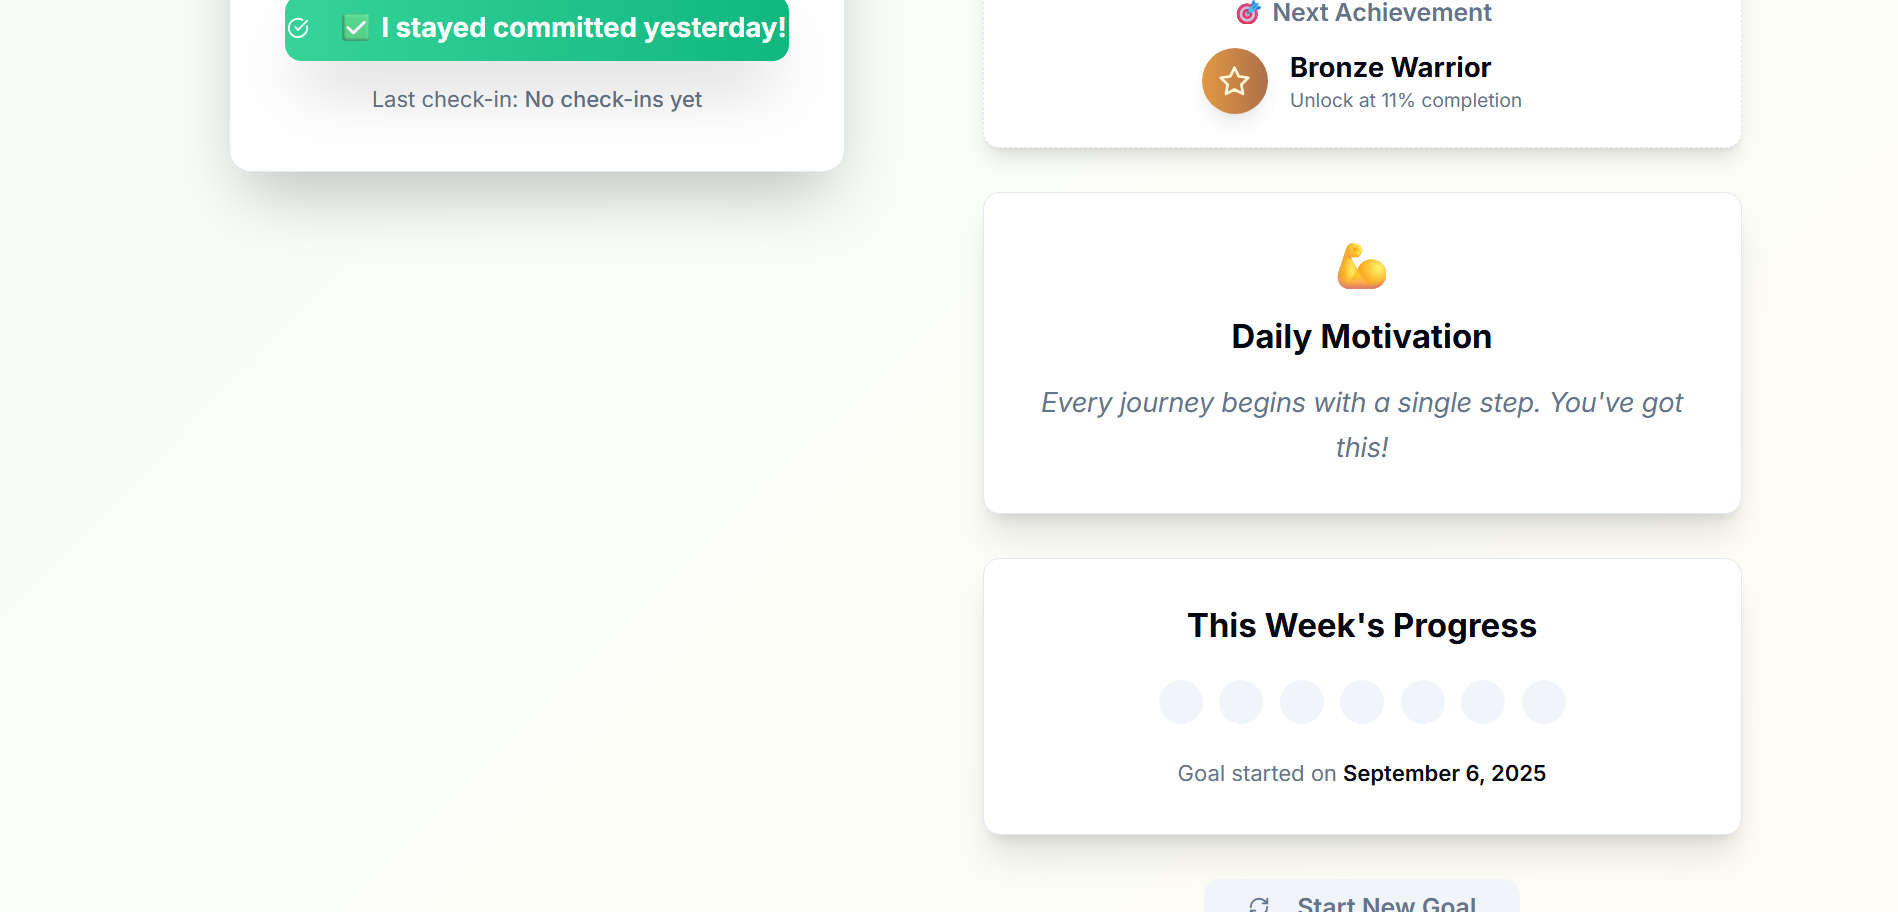 ✅ I stayed committed yesterday!
Last check-in: No check-ins yet
🎯 Next Achievement
Bronze Warrior
Unlock at 11% completion
💪
Daily Motivation
Every journey begins with a single step. You've got
this!
This Week's Progress
Goal started on September 6, 2025
Start New Goal